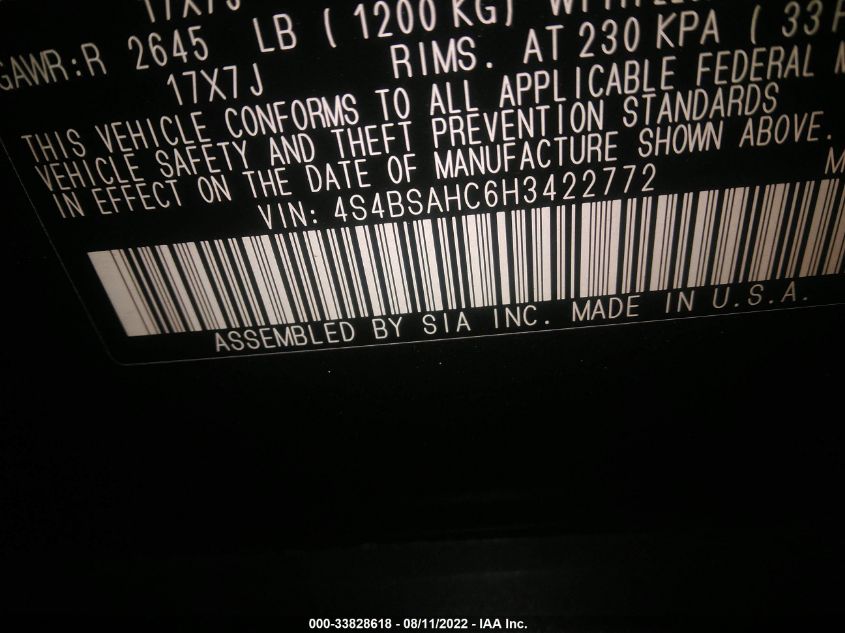 17X7J
GAWR:R 2645 LB ( 1200 KG)
17X7J RIMS. AT 230 KPA ( 33
THIS VEHICLE CONFORMS TO ALL APPLICABLE FEDERAL M
VEHICLE SAFETY AND THEFT PREVENTION STANDARDS
IN EFFECT ON THE DATE OF MANUFACTURE SHOWN ABOVE.
VIN: 4S4BSAHC6H3422772 M
ASSEMBLED BY SIA INC. MADE IN U.S.A.
000-33828618 - 08/11/2022 - IAA Inc.